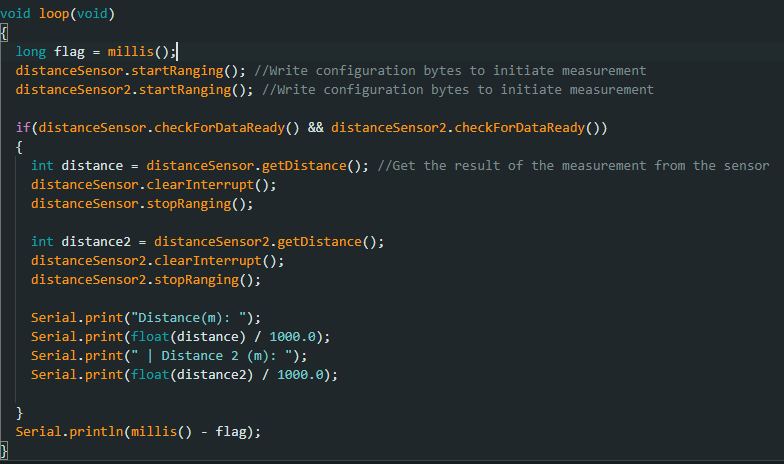 void loop(void)
{
  long flag = millis();
  distanceSensor.startRanging(); //Write configuration bytes to initiate measurement
  distanceSensor2.startRanging(); //Write configuration bytes to initiate measurement

  if(distanceSensor.checkForDataReady() && distanceSensor2.checkForDataReady())
  {
    int distance = distanceSensor.getDistance(); //Get the result of the measurement from the sensor
    distanceSensor.clearInterrupt();
    distanceSensor.stopRanging();

    int distance2 = distanceSensor2.getDistance();
    distanceSensor2.clearInterrupt();
    distanceSensor2.stopRanging();

    Serial.print("Distance(m): ");
    Serial.print(float(distance) / 1000.0);
    Serial.print(" | Distance 2 (m): ");
    Serial.print(float(distance2) / 1000.0);

  }
  Serial.println(millis() - flag);
}